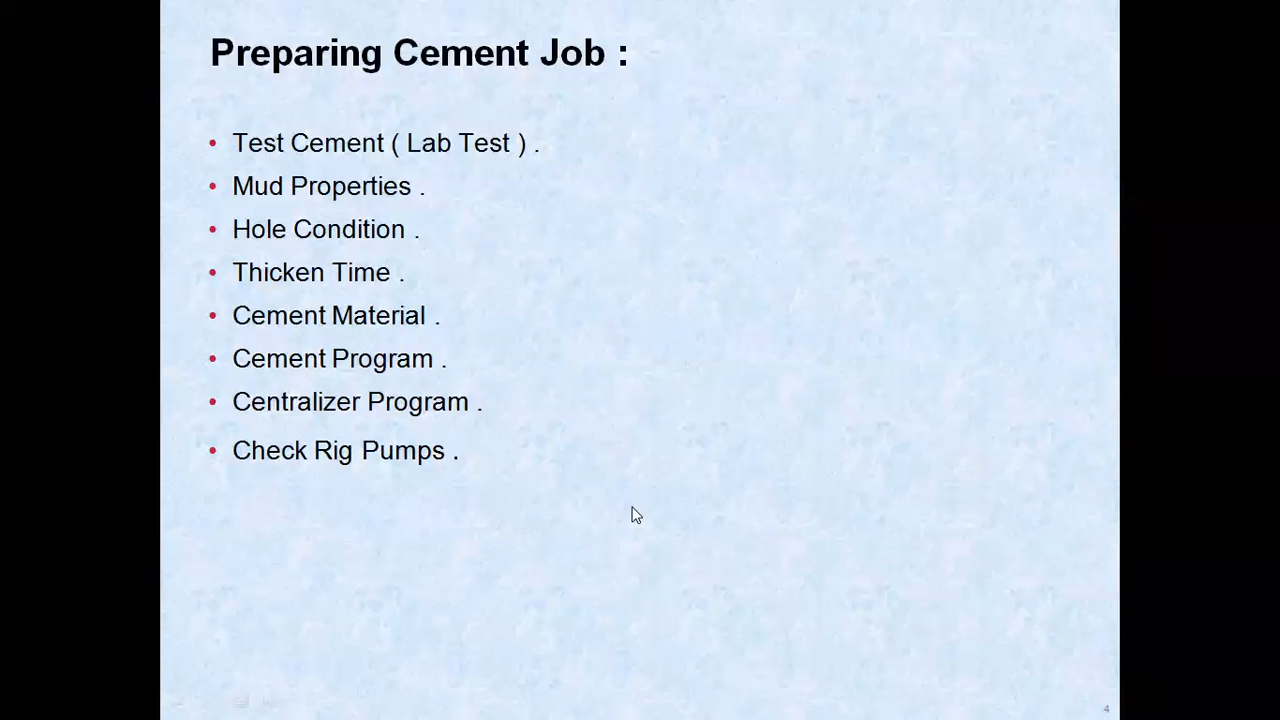 Preparing Cement Job :
• Test Cement ( Lab Test ) .
• Mud Properties .
• Hole Condition .
• Thicken Time .
• Cement Material .
• Cement Program .
• Centralizer Program .
• Check Rig Pumps .
4